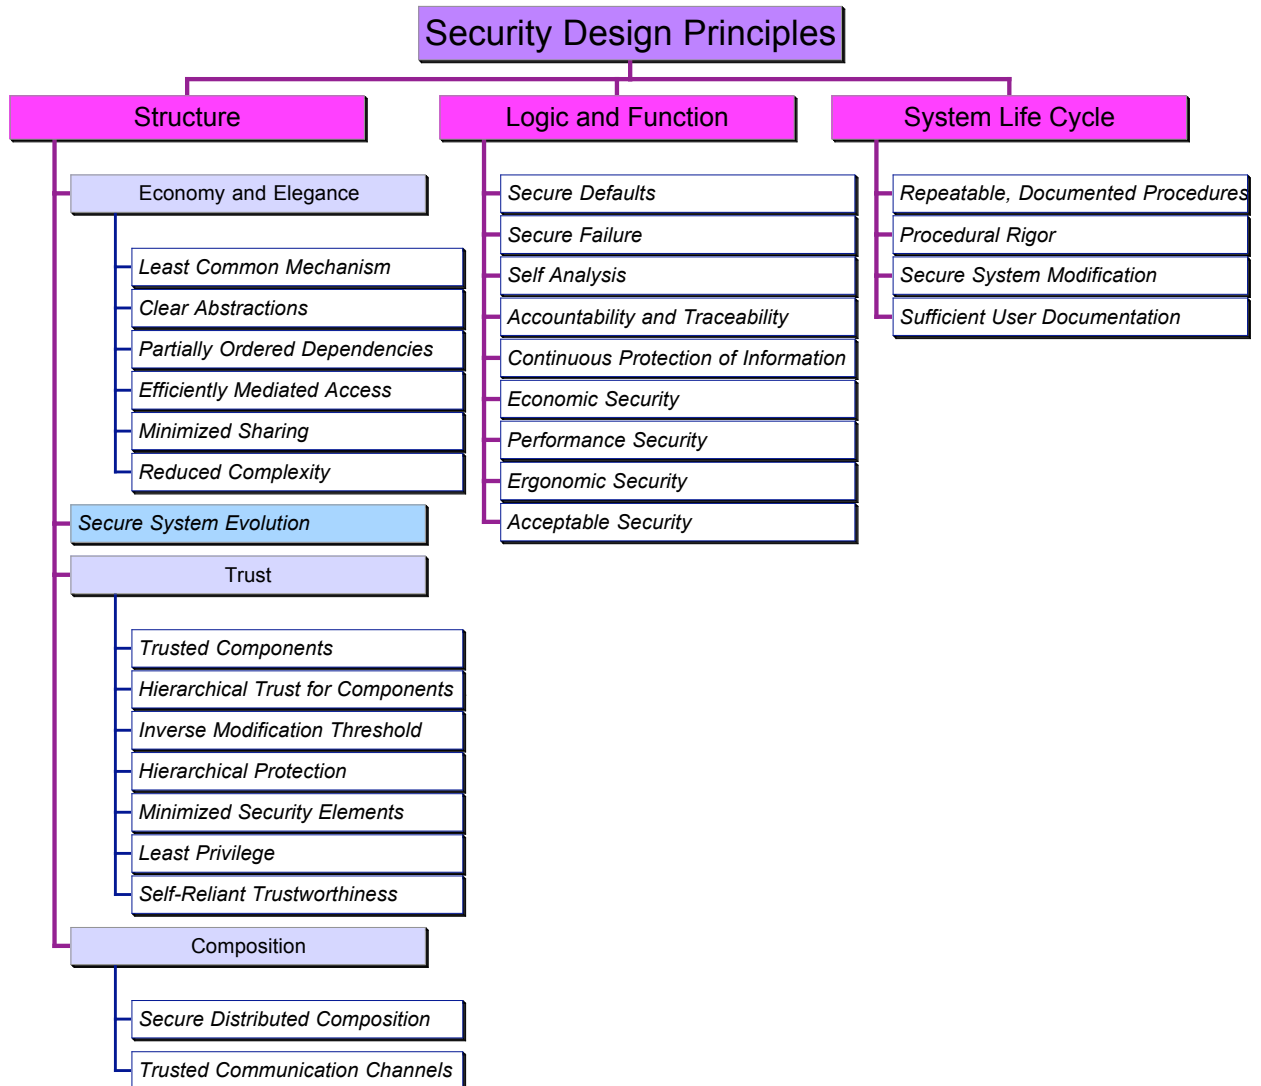 Security Design Principles
Structure
Economy and Elegance
Least Common Mechanism
Clear Abstractions
Partially Ordered Dependencies
Efficiently Mediated Access
Minimized Sharing
Reduced Complexity
Secure System Evolution
Trust
Trusted Components
Hierarchical Trust for Components
Inverse Modification Threshold
Hierarchical Protection
Minimized Security Elements
Least Privilege
Self-Reliant Trustworthiness
Composition
Secure Distributed Composition
Trusted Communication Channels
Logic and Function
Secure Defaults
Secure Failure
Self Analysis
Accountability and Traceability
Continuous Protection of Information
Economic Security
Performance Security
Ergonomic Security
Acceptable Security
System Life Cycle
Repeatable, Documented Procedures
Procedural Rigor
Secure System Modification
Sufficient User Documentation